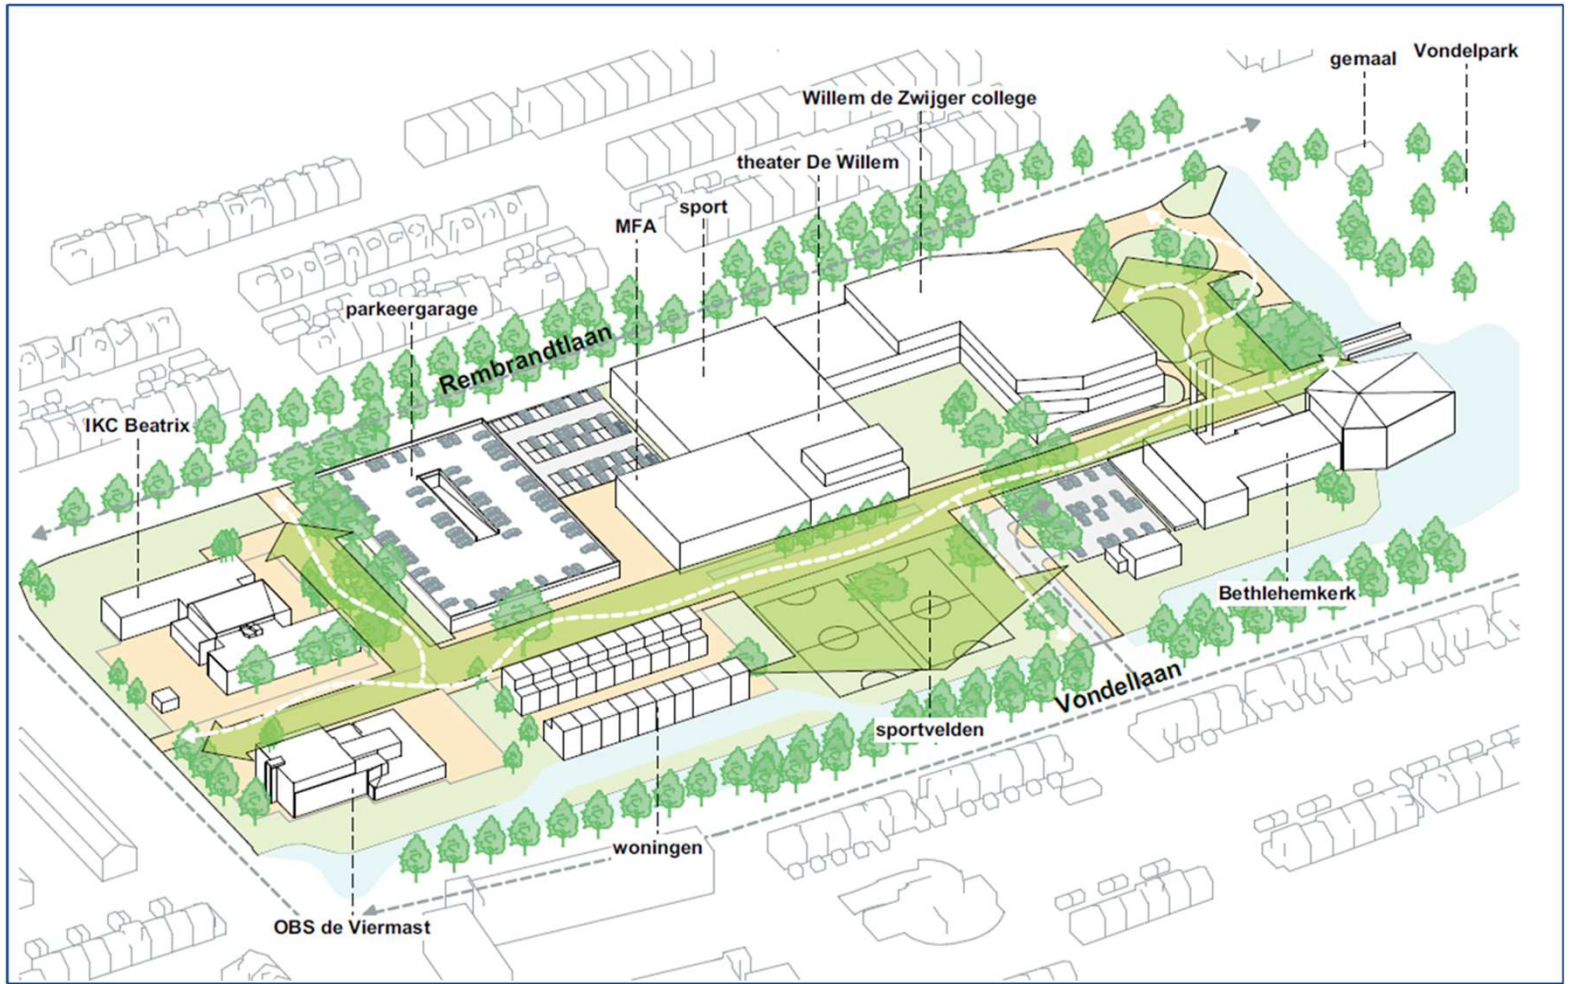 Vondelpark
gemaal
Willem de Zwijger college
theater De Willem
sport
MFA
parkeergarage
Rembrandtlaan
IKC Beatrix
Bethlehemkerk
Vondellaan
sportvelden
woningen
OBS de Viermast